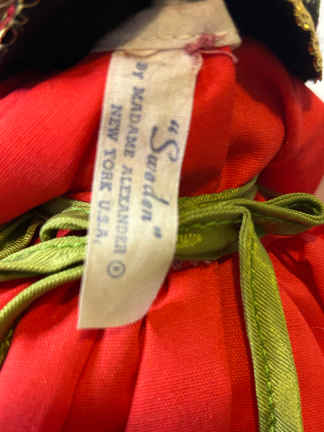 "Sweden"
BY MADAME ALEXANDER ®
NEW YORK U.S.A.